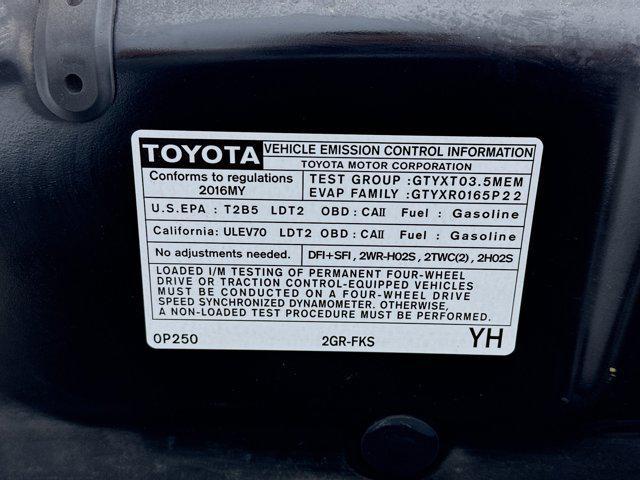 TOYOTA VEHICLE EMISSION CONTROL INFORMATION
TOYOTA MOTOR CORPORATION
Conforms to regulations
2016MY
TEST GROUP :GTYXT03.5MEM
EVAP FAMILY :GTYXR0165P22
U.S.EPA : T2B5 LDT2 OBD : CAII Fuel : Gasoline
California: ULEV70 LDT2 OBD : CAII Fuel : Gasoline
No adjustments needed. DFI+SFI, 2WR-HO2S, 2TWC(2), 2HO2S
LOADED I/M TESTING OF PERMANENT FOUR-WHEEL
DRIVE OR TRACTION CONTROL-EQUIPPED VEHICLES
MUST BE CONDUCTED ON A FOUR-WHEEL DRIVE
SPEED SYNCHRONIZED DYNAMOMETER. OTHERWISE,
A NON-LOADED TEST PROCEDURE MUST BE PERFORMED.
0P250 2GR-FKS YH